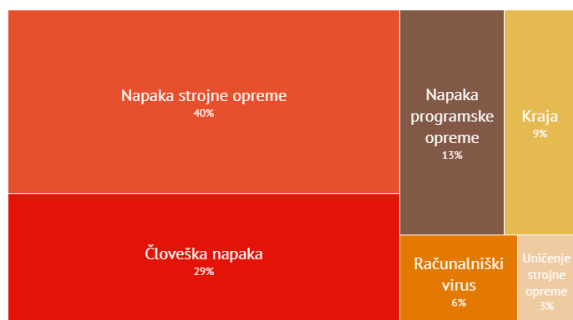 Napaka strojne opreme
40%
Človeška napaka
29%
Napaka
programske
opreme
13%
Kraja
9%
Računalniški
virus
6%
Uničenje
strojne
opreme
3%